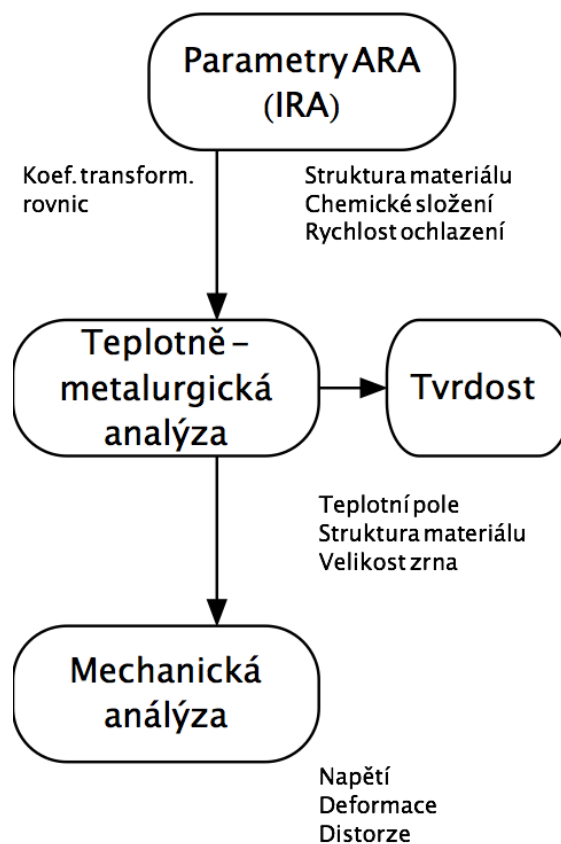 Parametry ARA
(IRA)
Koef. transform.
rovnic
Struktura materiálu
Chemické složení
Rychlost ochlazení
Teplotně –
metalurgická
analýza
Tvrdost
Teplotní pole
Struktura materiálu
Velikost zrna
Mechanická
análýza
Napětí
Deformace
Distorze